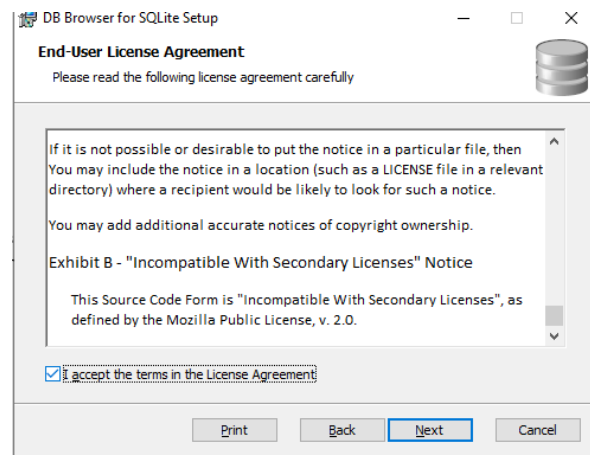 DB Browser for SQLite Setup
End-User License Agreement
Please read the following license agreement carefully
If it is not possible or desirable to put the notice in a particular file, then
You may include the notice in a location (such as a LICENSE file in a relevant
directory) where a recipient would be likely to look for such a notice.
You may add additional accurate notices of copyright ownership.
Exhibit B - "Incompatible With Secondary Licenses" Notice
This Source Code Form is "Incompatible With Secondary Licenses", as
defined by the Mozilla Public License, v. 2.0.
I accept the terms in the License Agreement
Print Back Next Cancel